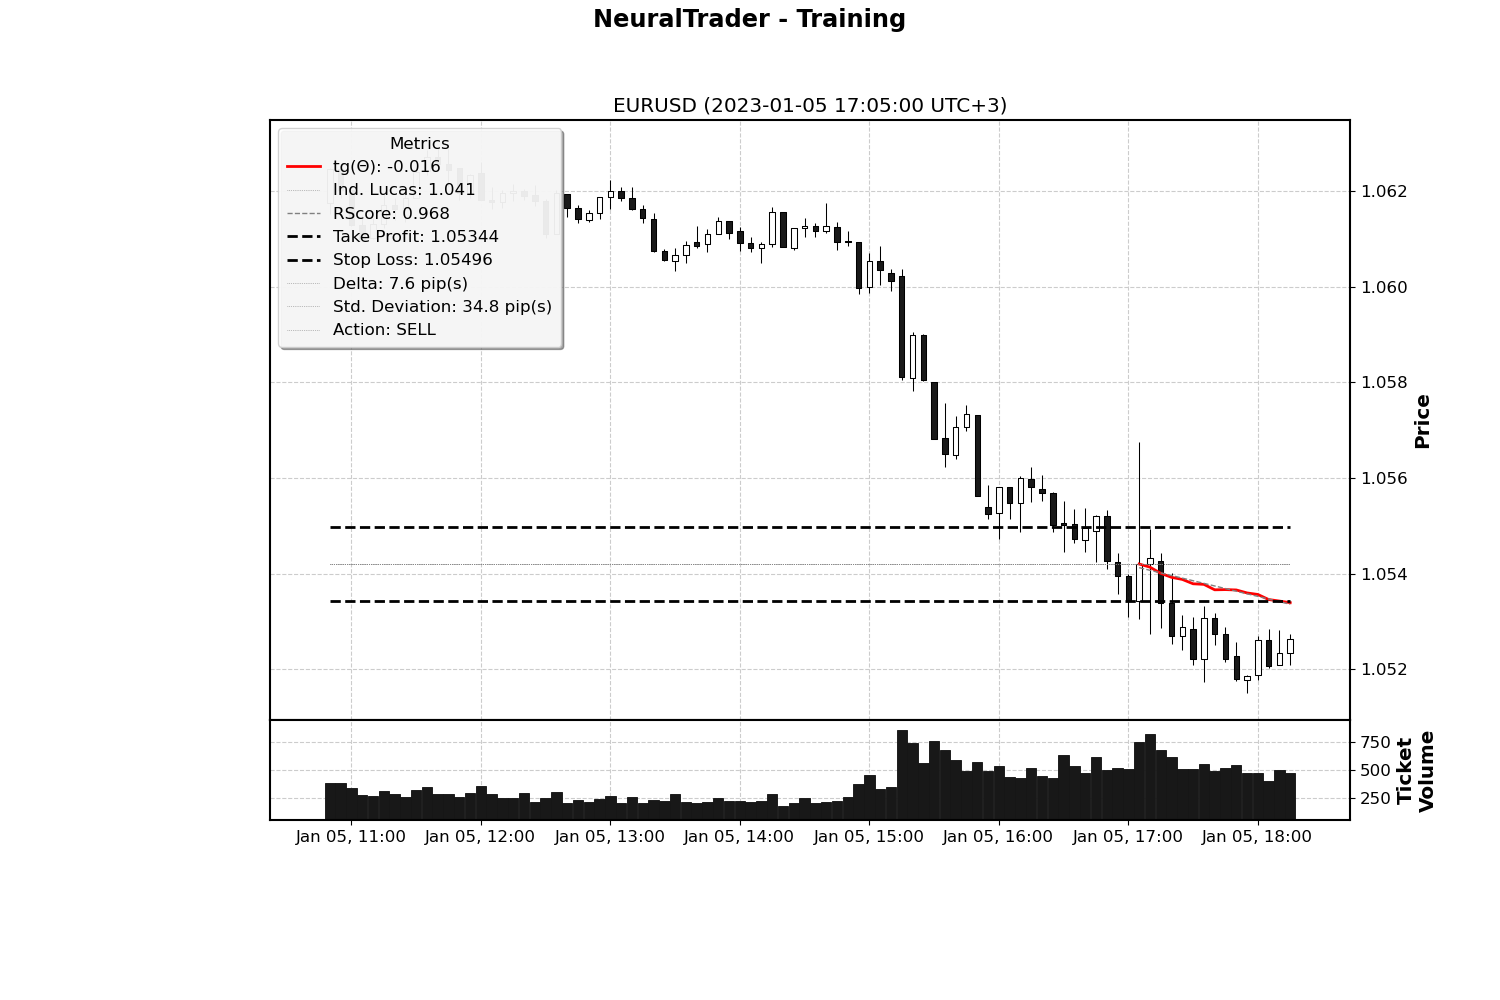 NeuralTrader - Training
EURUSD (2023-01-05 17:05:00 UTC+3)
Metrics
tg(Θ): -0.016
Ind. Lucas: 1.041
RScore: 0.968
Take Profit: 1.05344
Stop Loss: 1.05496
Delta: 7.6 pip(s)
Std. Deviation: 34.8 pip(s)
Action: SELL
1.062
1.060
1.058
1.056
1.054
1.052
Price
750
500
250
Ticket
Volume
Jan 05, 11:00 Jan 05, 12:00 Jan 05, 13:00 Jan 05, 14:00 Jan 05, 15:00 Jan 05, 16:00 Jan 05, 17:00 Jan 05, 18:00